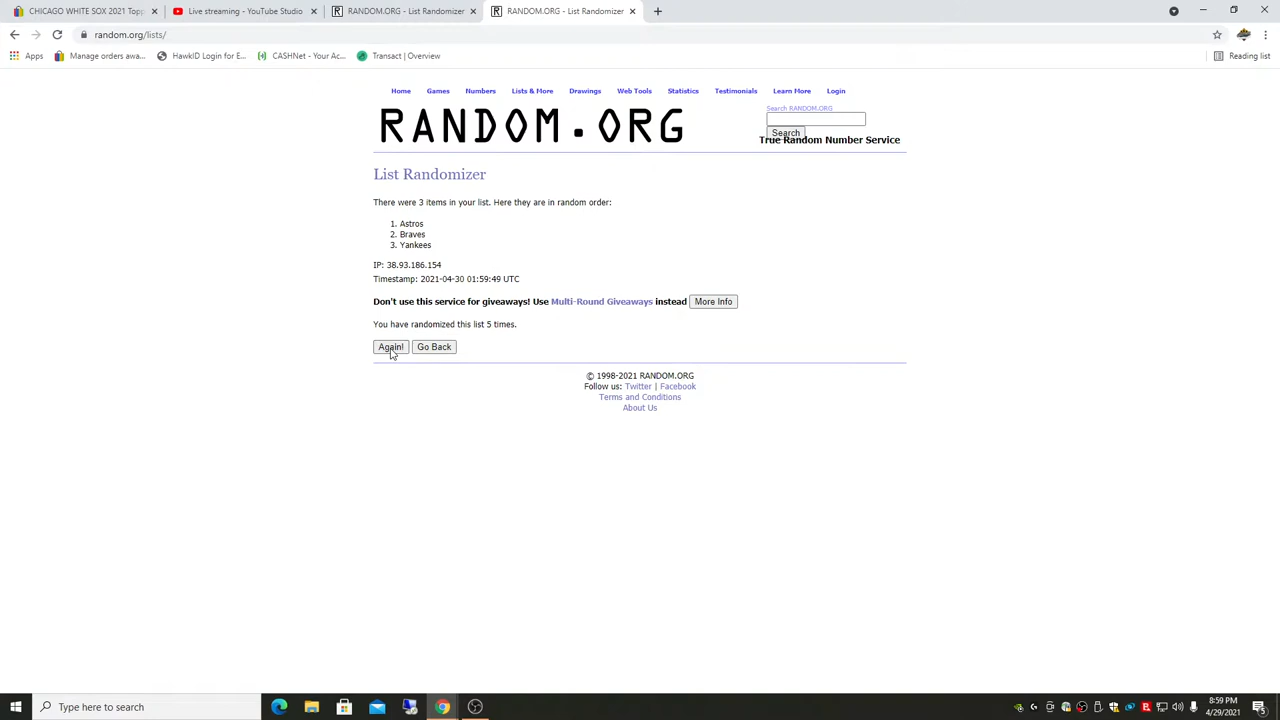 CHICAGO WHITE SOX 2021 Topp:
Live streaming - YouTube Studio
RANDOM.ORG - List Randomizer
RANDOM.ORG - List Randomizer
random.org/lists/
Apps
Manage orders awa...
HawkID Login for E...
CASHNet - Your Ac...
Transact | Overview
Reading list
Home
Games
Numbers
Lists & More
Drawings
Web Tools
Statistics
Testimonials
Learn More
Login
RANDOM.ORG
Search RANDOM.ORG
Search
True Random Number Service
List Randomizer
There were 3 items in your list. Here they are in random order:
1. Astros
2. Braves
3. Yankees
IP: 38.93.186.154
Timestamp: 2021-04-30 01:59:49 UTC
Don't use this service for giveaways! Use Multi-Round Giveaways instead More Info
You have randomized this list 5 times.
Again! Go Back
© 1998-2021 RANDOM.ORG
Follow us: Twitter | Facebook
Terms and Conditions
About Us
Type here to search
8:59 PM
4/29/2021